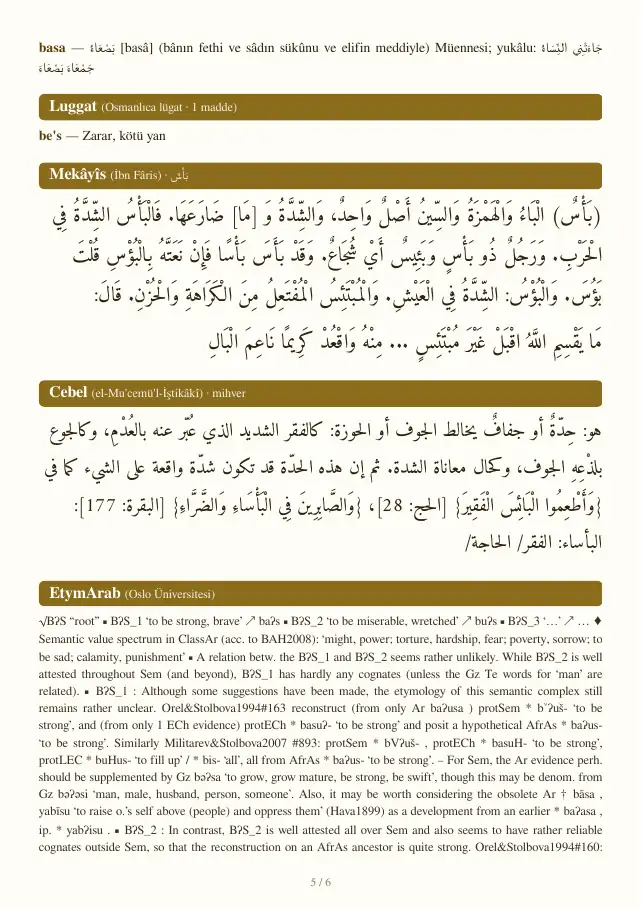 basa — بَصْعَاءُ [basâ] (bânın fethi ve sâdın sükûnu ve elifin meddiyle) Müennesi; yukâlu: جَاءَتْنِي النِّسَاءُ
جَمْعَاءَ بَصْعَاءَ
Luggat (Osmanlıca lügat · 1 madde)
be's — Zarar, kötü yan
Mekâyîs (İbn Fâris) · بَأْس
(بَأْسٌ) الْبَاءُ وَالْهَمْزَةُ وَالسِّينُ أَصْلٌ وَاحِدٌ، وَالشِّدَّةُ وَ [مَا] ضَارَعَهَا. فَالْبَأْسُ الشِّدَّةُ فِي
الْحَرْبِ. وَرَجُلٌ ذُو بَأْسٍ وَبَئِيسٌ أَيْ شُجَاعٌ. وَقَدْ بَأَسَ بَأْسًا فَإِنْ نَعَتَّهُ بِالْبُؤْسِ قُلْتَ
بَؤُسَ. وَالْبُؤْسُ: الشِّدَّةُ فِي الْعَيْشِ. وَالْمُبْتَئِسُ الْمُفْتَعِلُ مِنَ الْكَرَاهَةِ وَالْحُزْنِ. قَالَ:
مَا يَقْسِمِ اللَّهُ اقْبَلْ غَيْرَ مُبْتَئِسٍ ... مِنْهُ وَاقْعُدْ كَرِيمًا نَاعِمَ الْبَالِ
Cebel (el-Mu'cemü'l-İştikâkî) · mihver
هو: حِدّةٌ أو جفافٌ يخالط الجوف أو الحوزة: كالفقر الشديد الذي عُبّر عنه بالعُدْمِ، وكالجوع
بلذْعِهِ الجوف، وكحال معاناة الشدة. ثم إن هذه الحدّة قد تكون شدّة واقعة على الشيء كما في
{وَأَطْعِمُوا الْبَائِسَ الْفَقِيرَ} [الحج: 28]، {وَالصَّابِرِينَ فِي الْبَأْسَاءِ وَالضَّرَّاءِ} [البقرة: 177]:
البأساء: الفقر/ الحاجة/
EtymArab (Oslo Üniversitesi)
√BʔS “root” ▪ BʔS_1 ‘to be strong, brave’ ↗ baʔs ▪ BʔS_2 ‘to be miserable, wretched’ ↗ buʔs ▪ BʔS_3 ‘…’ ↗ … ♦
Semantic value spectrum in ClassAr (acc. to BAH2008): ‘might, power; torture, hardship, fear; poverty, sorrow; to
be sad; calamity, punishment’ ▪ A relation betw. the BʔS_1 and BʔS_2 seems rather unlikely. While BʔS_2 is well
attested throughout Sem (and beyond), BʔS_1 has hardly any cognates (unless the Gz Te words for ‘man’ are
related). ▪ BʔS_1 : Although some suggestions have been made, the etymology of this semantic complex still
remains rather unclear. Orel&Stolbova1994#163 reconstruct (from only Ar baʔusa ) protSem * bˇʔuš- ‘to be
strong’, and (from only 1 ECh evidence) protECh * basuʔ- ‘to be strong’ and posit a hypothetical AfrAs * baʔus-
‘to be strong’. Similarly Militarev&Stolbova2007 #893: protSem * bVʔuš- , protECh * basuH- ‘to be strong’,
protLEC * buHus- ‘to fill up’ / * bis- ‘all’, all from AfrAs * baʔus- ‘to be strong’. – For Sem, the Ar evidence perh.
should be supplemented by Gz bəʔsa ‘to grow, grow mature, be strong, be swift’, though this may be denom. from
Gz bəʔəsi ‘man, male, husband, person, someone’. Also, it may be worth considering the obsolete Ar † bāsa ,
yabīsu ‘to raise o.’s self above (people) and oppress them’ (Hava1899) as a development from an earlier * baʔasa ,
ip. * yabʔisu . ▪ BʔS_2 : In contrast, BʔS_2 is well attested all over Sem and also seems to have rather reliable
cognates outside Sem, so that the reconstruction on an AfrAs ancestor is quite strong. Orel&Stolbova1994#160:
5 / 6